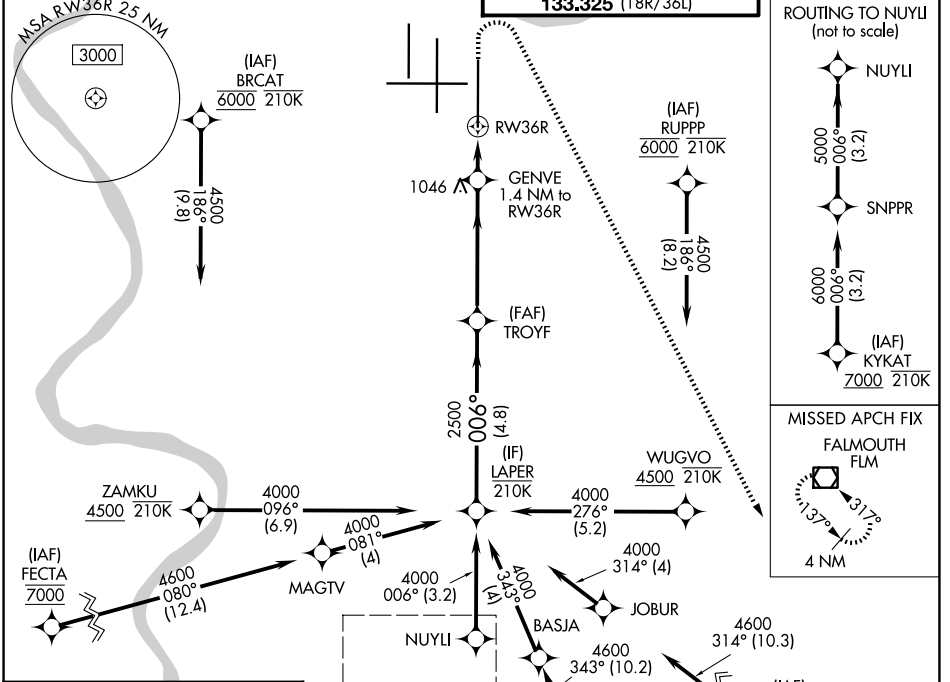 MSA RW36R 25 NM
3000
(IAF)
BRCAT
6000 210K
4500
186°
(9.8)
133.325 (18R/36L)
RW36R
1046
GENVE
1.4 NM to
RW36R
(IAF)
RUPPP
6000 210K
4500
186°
(8.2)
(FAF)
TROYF
2500
006°
(4.8)
(IF)
LAPER
210K
ZAMKU
4500 210K
4000
096°
(6.9)
WUGVO
4500 210K
4000
276°
(5.2)
(IAF)
FECTA
7000
4600
080°
(12.4)
MAGTV
4000
081°
(4)
4000
006° (3.2)
NUYLI
4000
343°
(4)
BASJA
4600
343° (10.2)
4000
314° (4)
JOBUR
4600
314° (10.3)
ROUTING TO NUYLI
(not to scale)
NUYLI
5000
006°
(3.2)
SNPPR
6000
006°
(3.2)
(IAF)
KYKAT
7000 210K
MISSED APCH FIX
FALMOUTH
FLM
317°
137°
4 NM